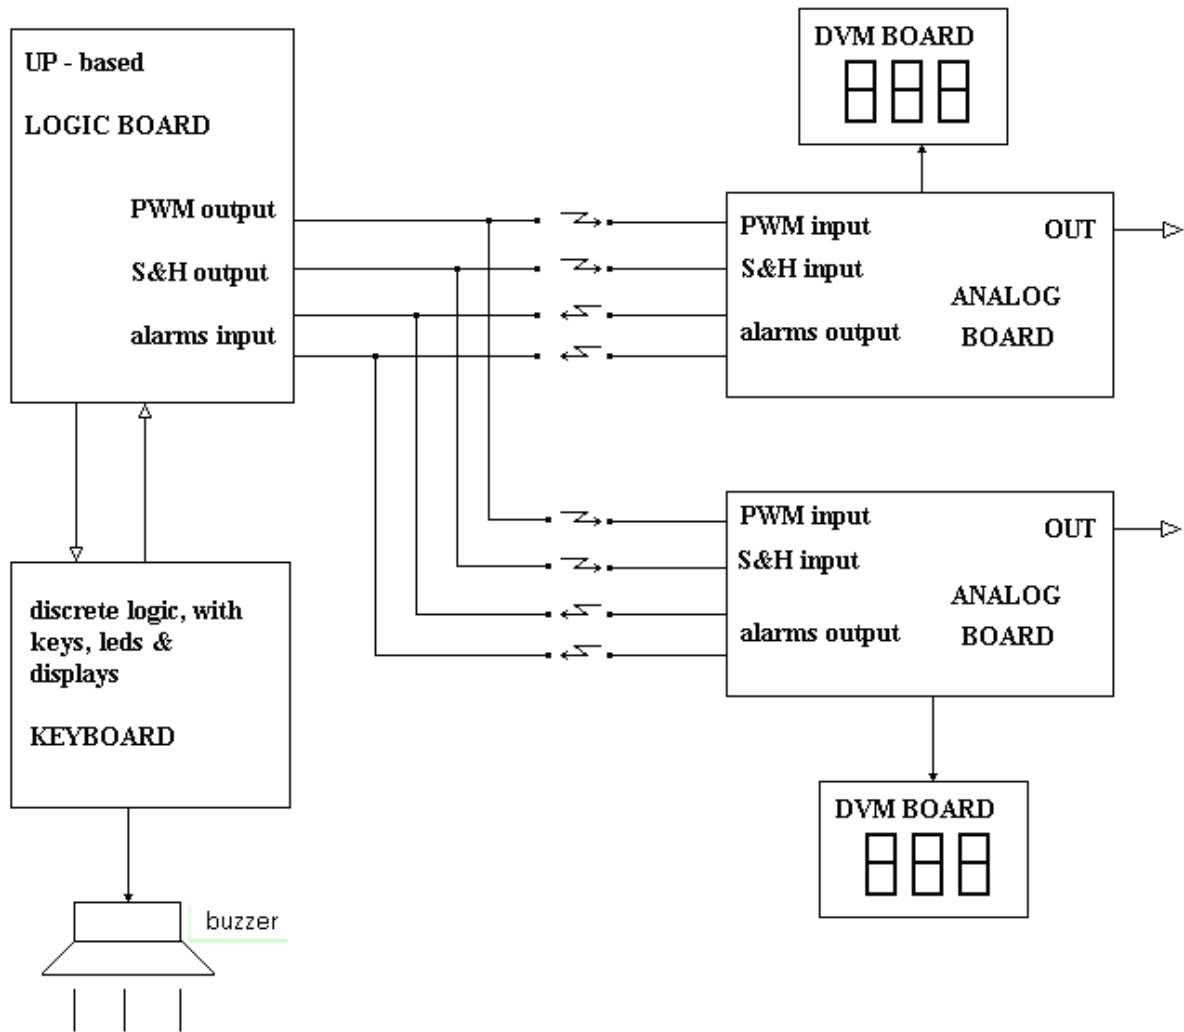 UP - based
LOGIC BOARD
PWM output
S&H output
alarms input
DVM BOARD
PWM input
OUT
S&H input
ANALOG
alarms output
BOARD
PWM input
OUT
S&H input
ANALOG
alarms output
BOARD
discrete logic, with
keys, leds &
displays
KEYBOARD
DVM BOARD
buzzer